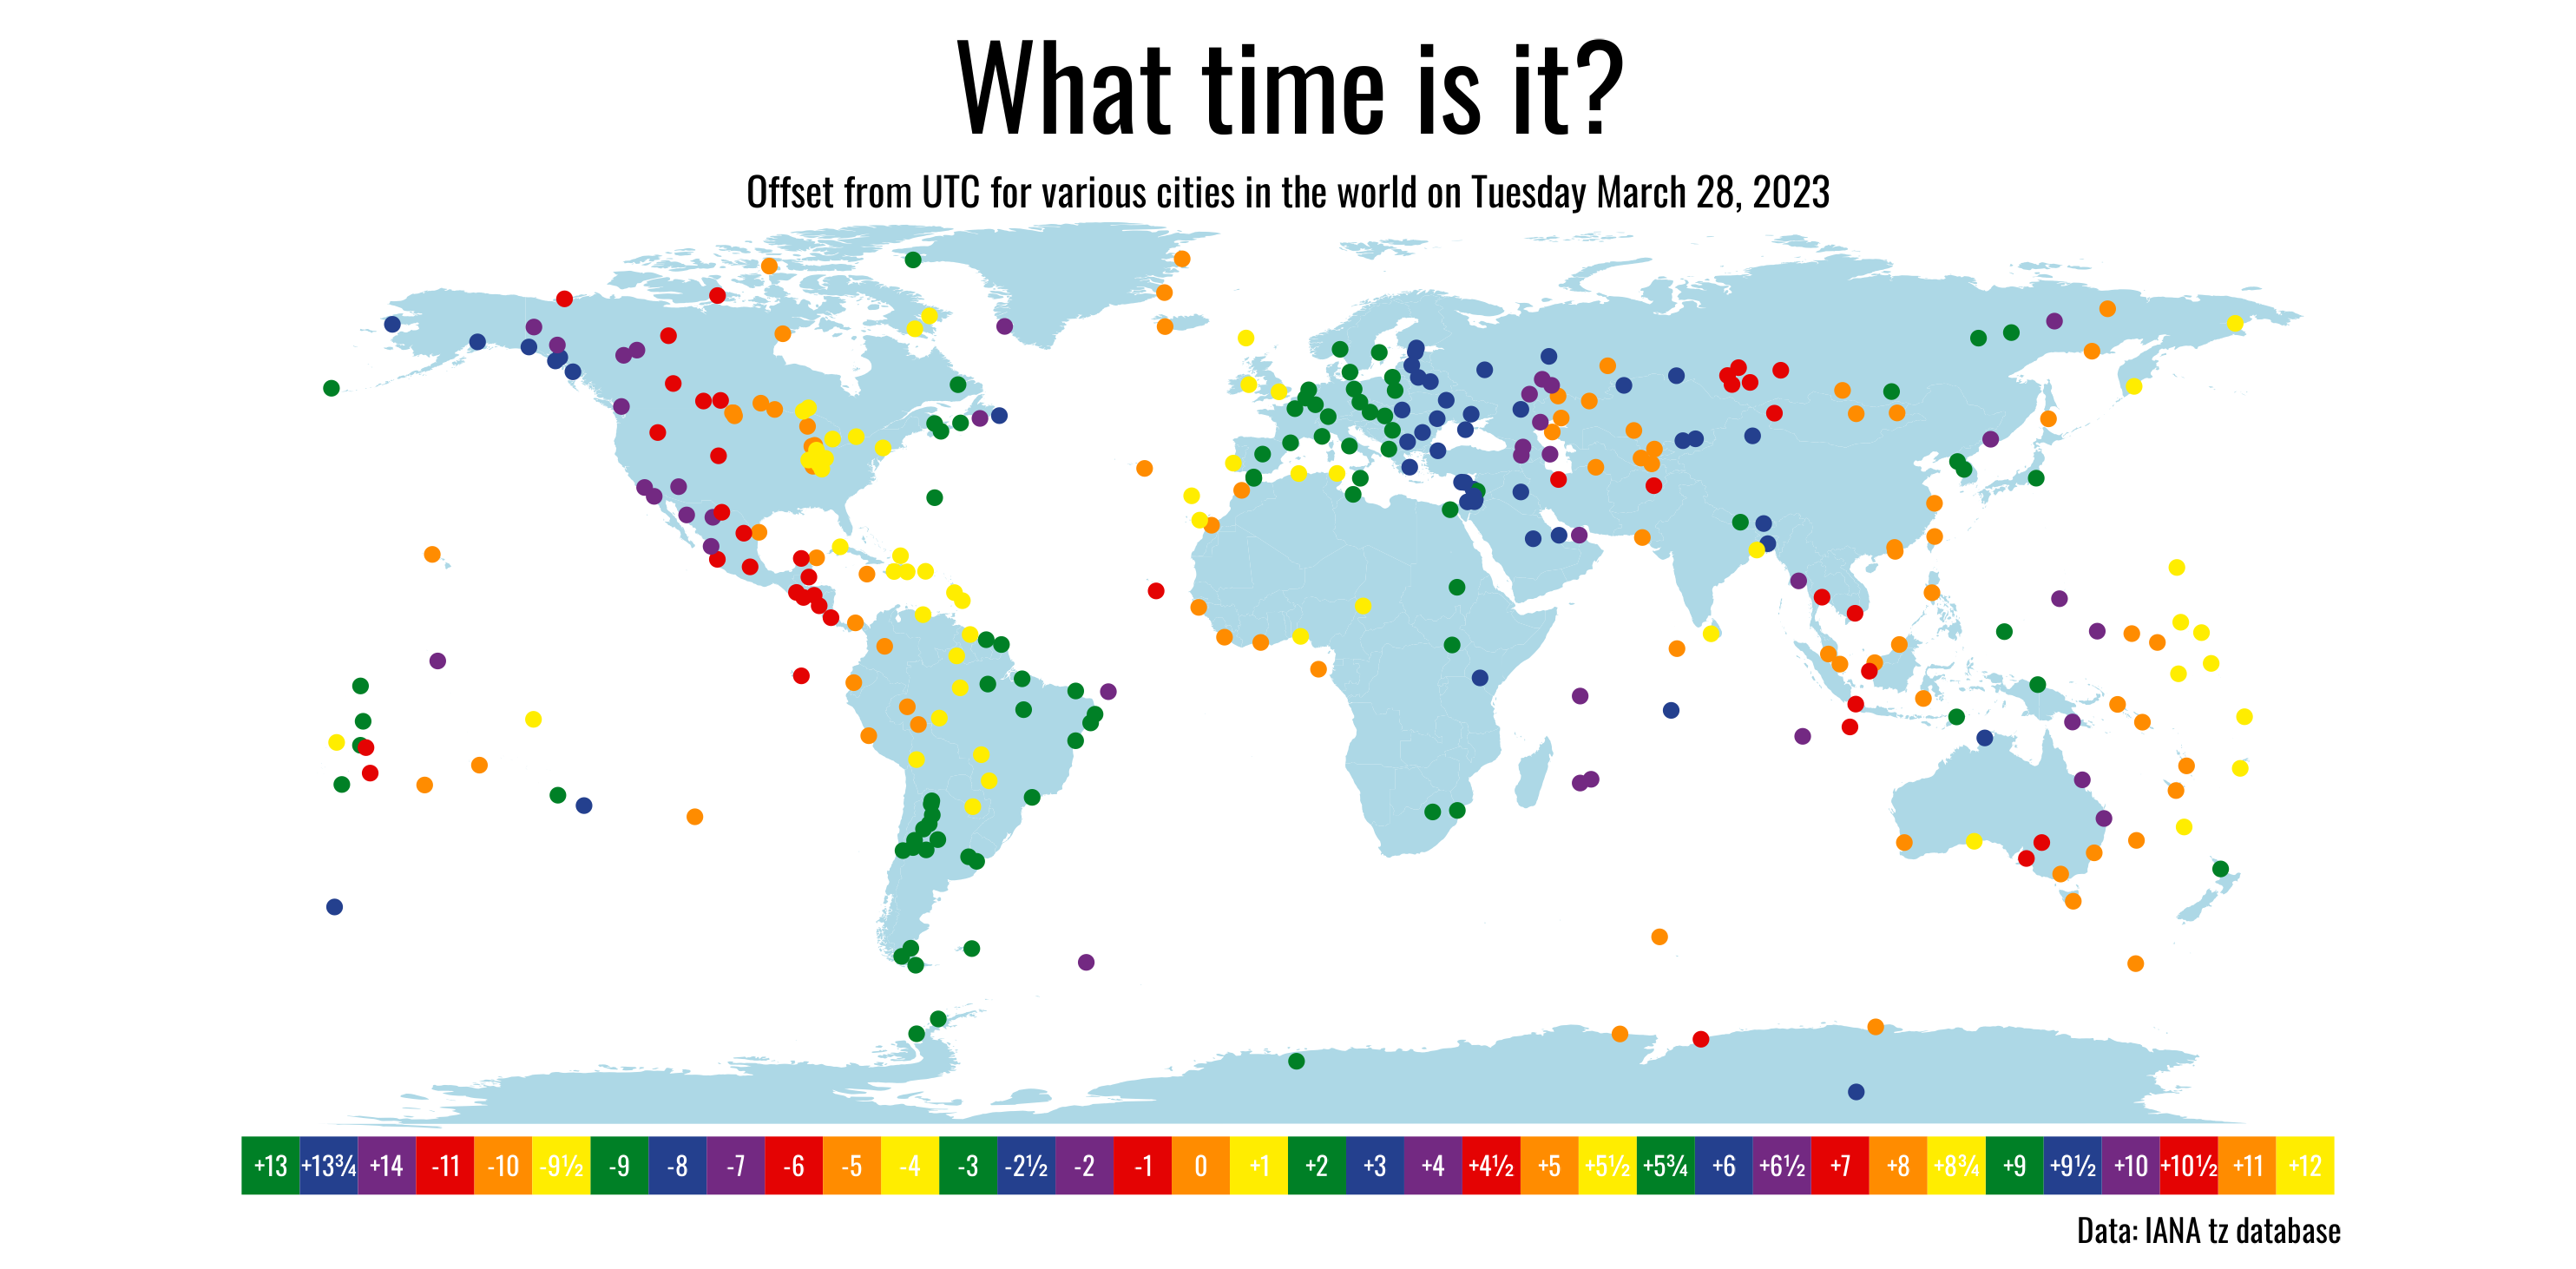 What time is it?
Offset from UTC for various cities in the world on Tuesday March 28, 2023
+13 +13¾ +14 -11 -10 -9½ -9 -8 -7 -6 -5 -4 -3 -2½ -2 -1 0 +1 +2 +3 +4 +4½ +5 +5½ +5¾ +6 +6½ +7 +8 +8¾ +9 +9½ +10 +10½ +11 +12
Data: IANA tz database